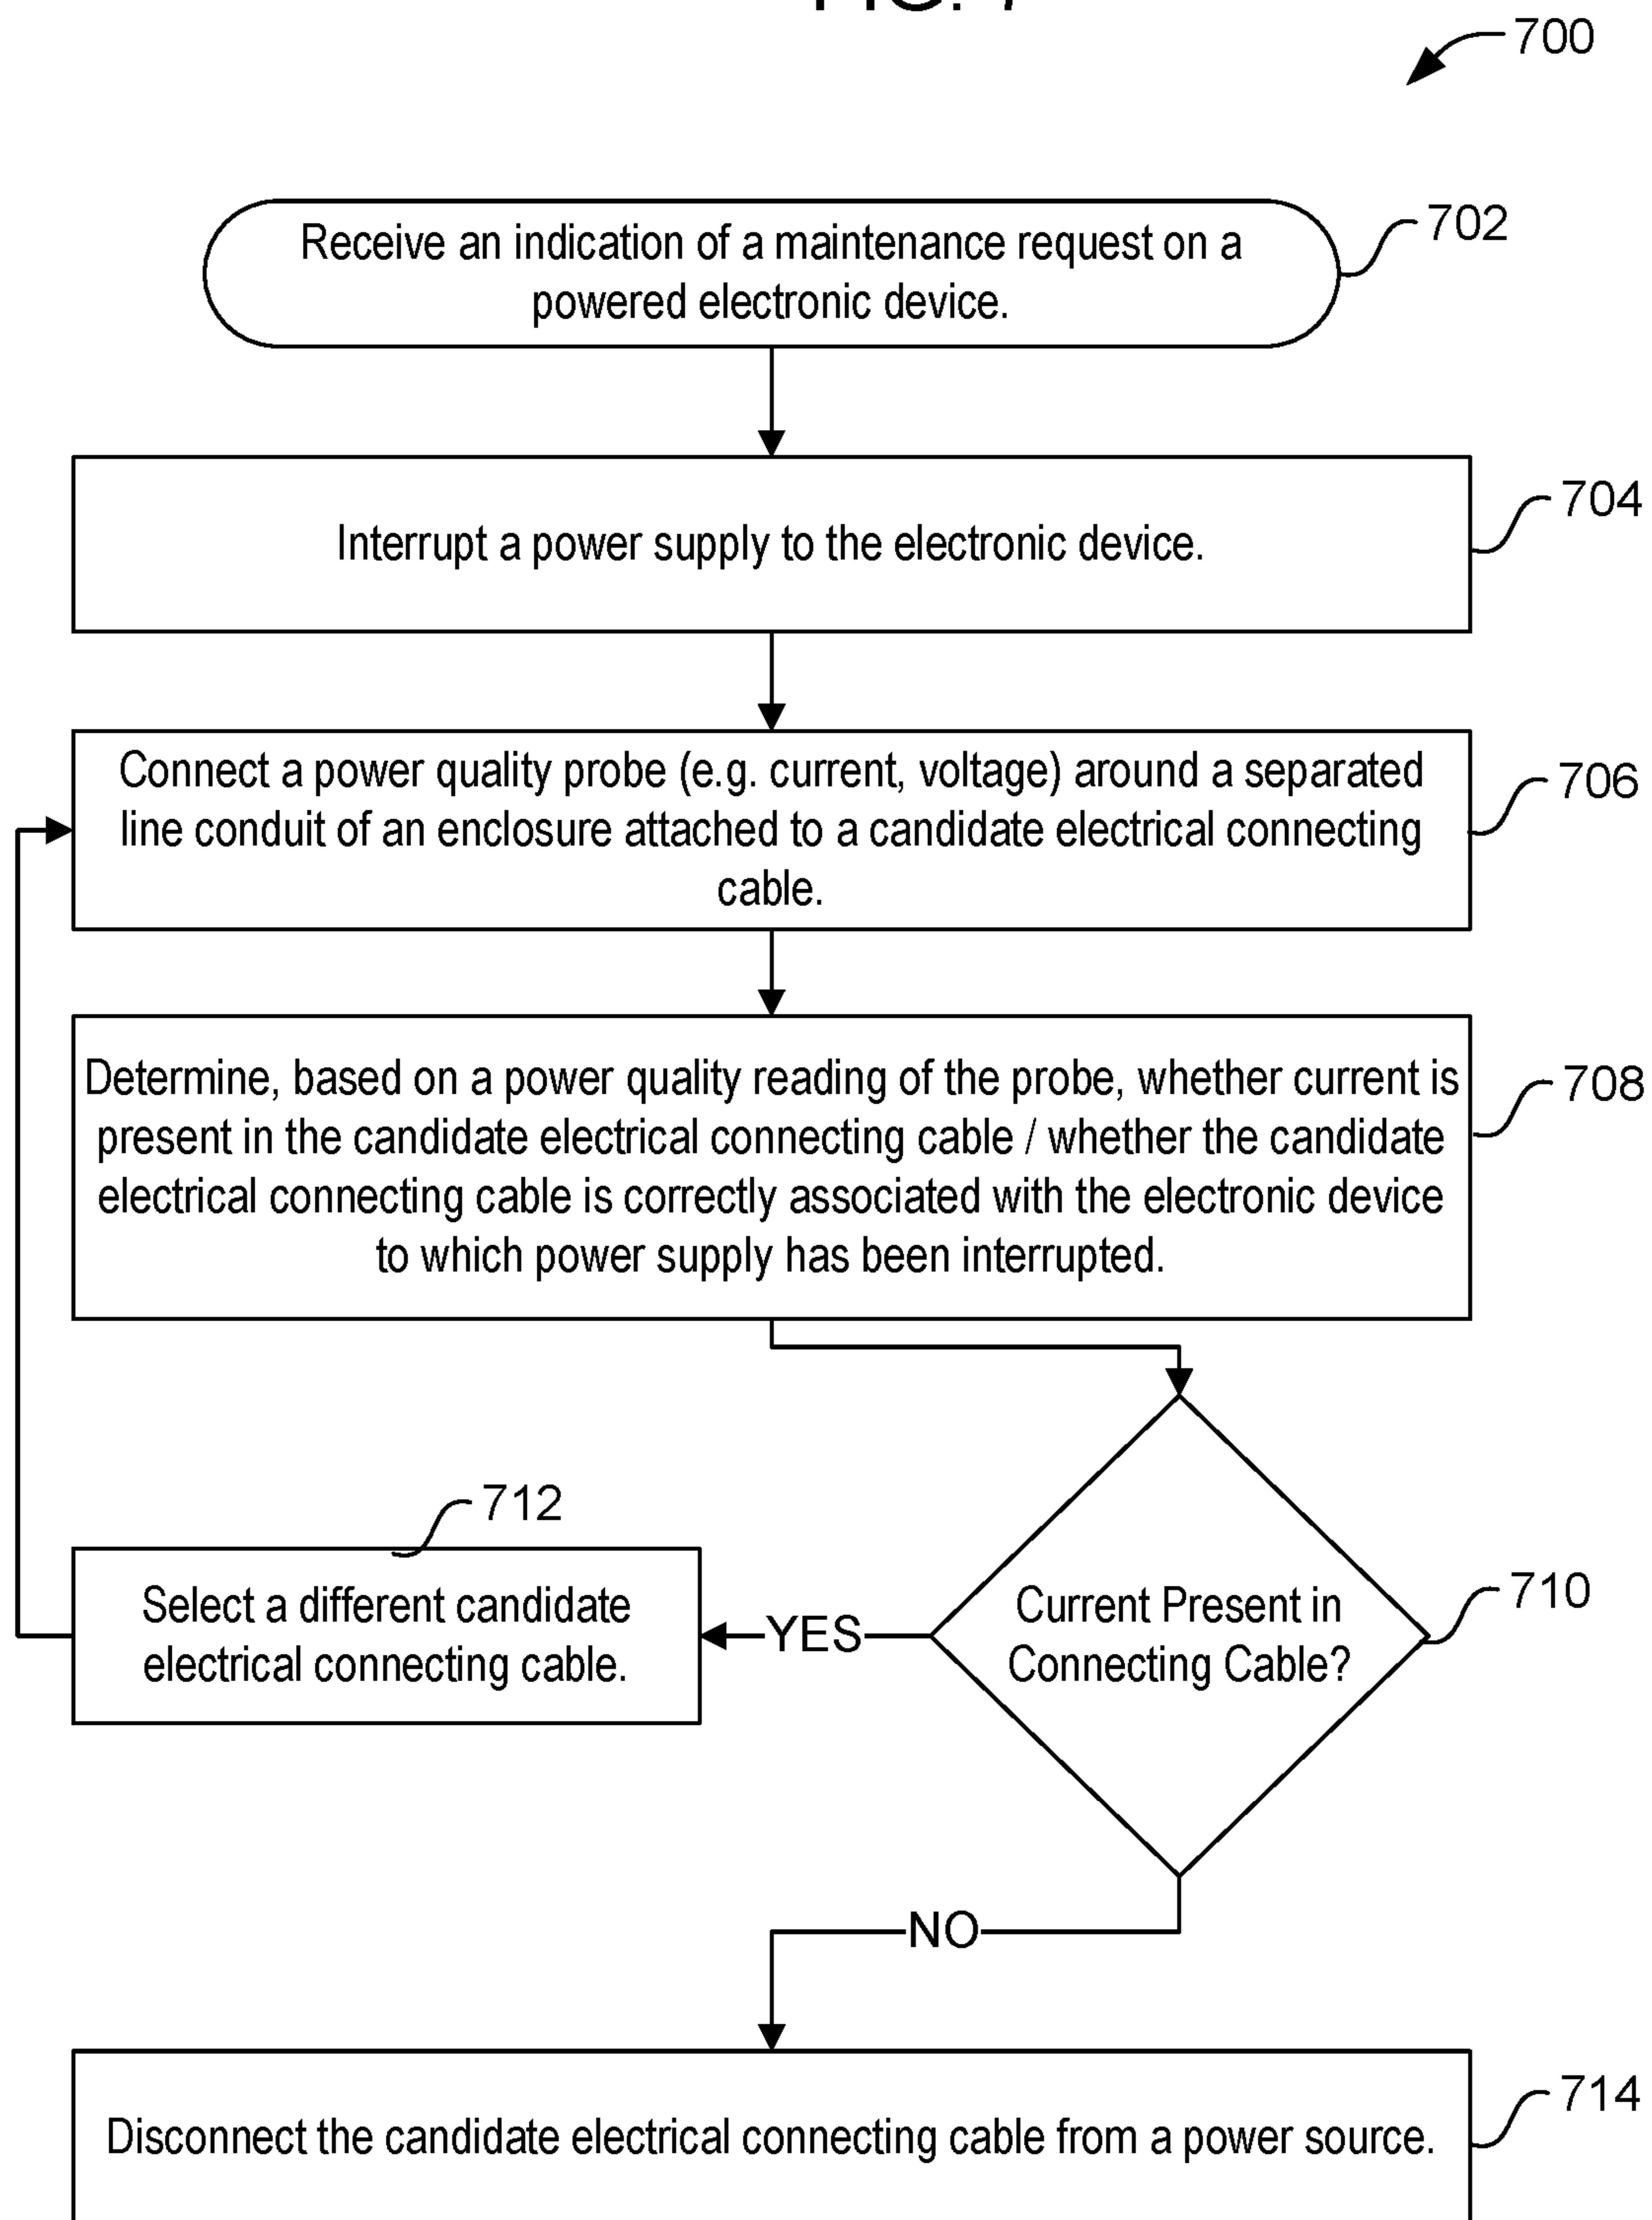 700
Receive an indication of a maintenance request on a
powered electronic device.
702
Interrupt a power supply to the electronic device.
704
Connect a power quality probe (e.g. current, voltage) around a separated
line conduit of an enclosure attached to a candidate electrical connecting
cable.
706
Determine, based on a power quality reading of the probe, whether current is
present in the candidate electrical connecting cable / whether the candidate
electrical connecting cable is correctly associated with the electronic device
to which power supply has been interrupted.
708
712
Select a different candidate
electrical connecting cable.
YES
Current Present in
Connecting Cable?
710
NO
Disconnect the candidate electrical connecting cable from a power source.
714